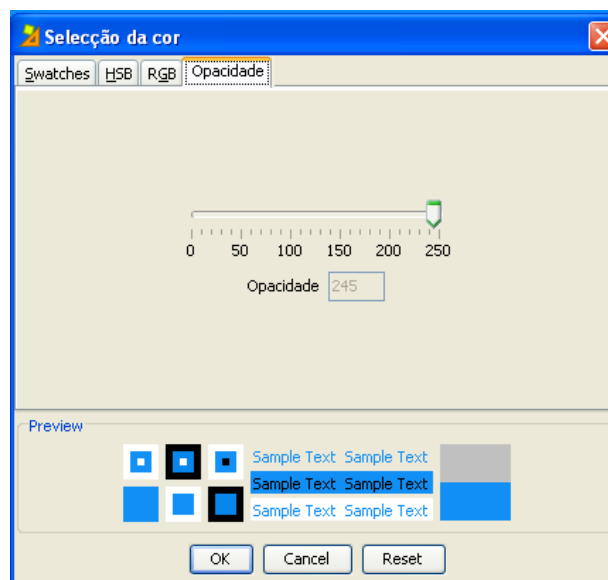 Selecção da cor
Swatches HSB RGB Opacidade
0 50 100 150 200 250
Opacidade 245
Preview
Sample Text Sample Text
Sample Text Sample Text
Sample Text Sample Text
OK Cancel Reset